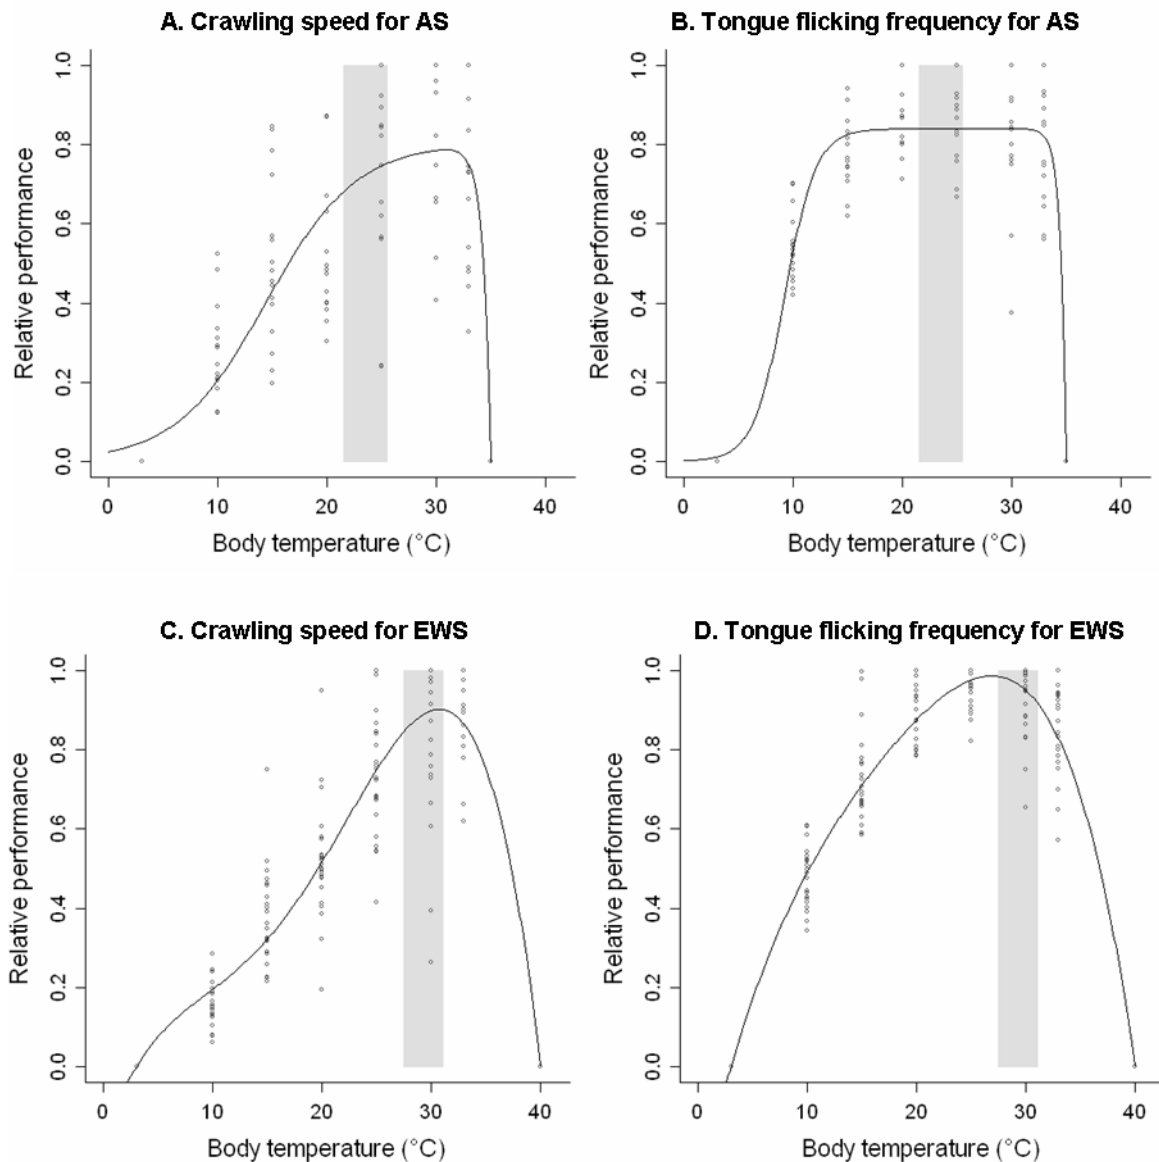 A. Crawling speed for AS
B. Tongue flicking frequency for AS
Relative performance
0.0 0.2 0.4 0.6 0.8 1.0
0 10 20 30 40
Body temperature (°C)
Relative performance
0.0 0.2 0.4 0.6 0.8 1.0
0 10 20 30 40
Body temperature (°C)
C. Crawling speed for EWS
D. Tongue flicking frequency for EWS
Relative performance
0.0 0.2 0.4 0.6 0.8 1.0
0 10 20 30 40
Body temperature (°C)
Relative performance
0.0 0.2 0.4 0.6 0.8 1.0
0 10 20 30 40
Body temperature (°C)